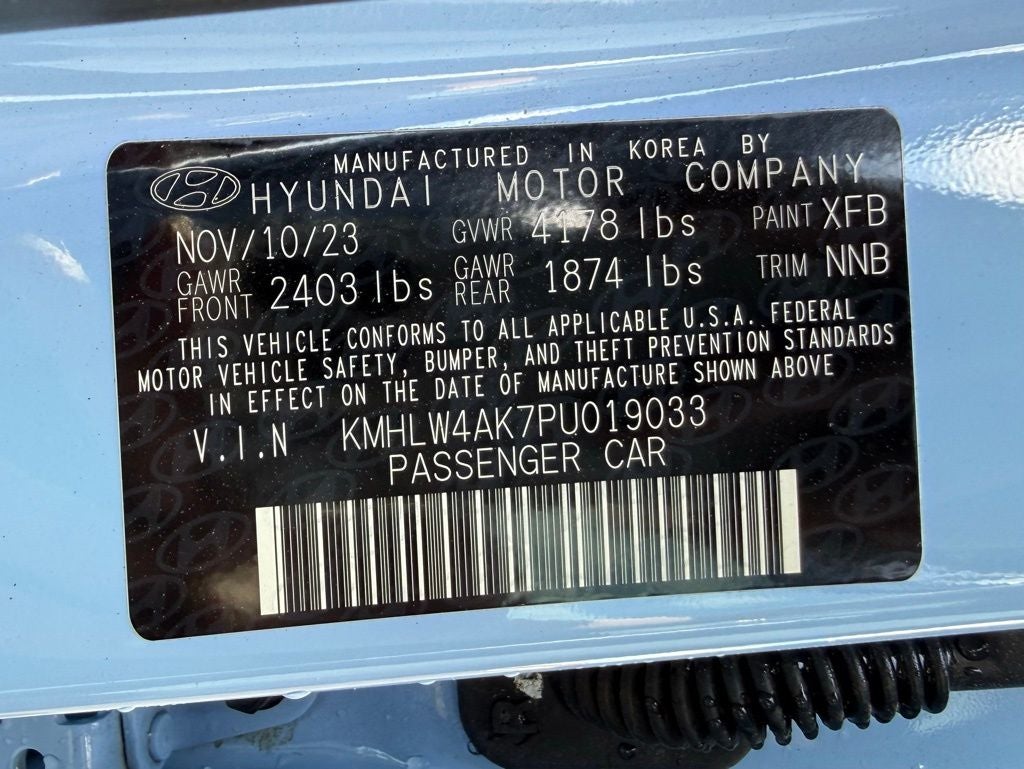 MANUFACTURED IN KOREA BY
HYUNDAI MOTOR COMPANY
NOV/10/23 GVWR 4178 lbs PAINT XFB
GAWR FRONT 2403 lbs GAWR REAR 1874 lbs TRIM NNB
THIS VEHICLE CONFORMS TO ALL APPLICABLE U.S.A. FEDERAL
MOTOR VEHICLE SAFETY, BUMPER, AND THEFT PREVENTION STANDARDS
IN EFFECT ON THE DATE OF MANUFACTURE SHOWN ABOVE
V.I.N KMHLW4AK7PU019033
PASSENGER CAR
R